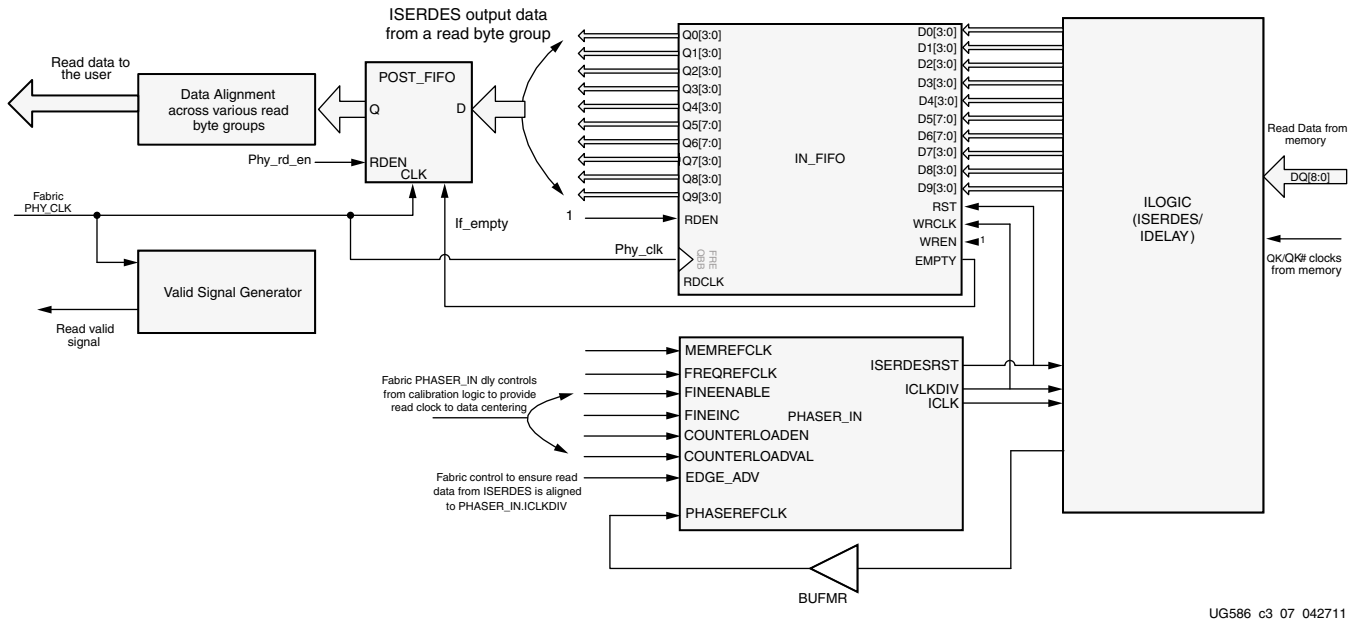 ISERDES output data
from a read byte group
Read data to
the user
Data Alignment
across various read
byte groups
POST_FIFO
Q
D
Phy_rd_en
RDEN
CLK
Fabric
PHY_CLK
If_empty
Valid Signal Generator
Read valid
signal
Q0[3:0]
Q1[3:0]
Q2[3:0]
Q3[3:0]
Q4[3:0]
Q5[7:0]
Q6[7:0]
Q7[3:0]
Q8[3:0]
Q9[3:0]
1
RDEN
Phy_clk
FRE
QBB
RDCLK
IN_FIFO
D0[3:0]
D1[3:0]
D2[3:0]
D3[3:0]
D4[3:0]
D5[7:0]
D6[7:0]
D7[3:0]
D8[3:0]
D9[3:0]
RST
WRCLK
WREN
1
EMPTY
ILOGIC
(ISERDES/
IDELAY)
Read Data from
memory
DQ[8:0]
QK/QK# clocks
from memory
Fabric PHASER_IN dly controls
from calibration logic to provide
read clock to data centering
Fabric control to ensure read
data from ISERDES is aligned
to PHASER_IN.ICLKDIV
MEMREFCLK
FREQREFCLK
FINEENABLE
FINEINC
COUNTERLOADEN
COUNTERLOADVAL
EDGE_ADV
PHASEREFCLK
PHASER_IN
ISERDESRST
ICLKDIV
ICLK
BUFMR
UG586_c3_07_042711